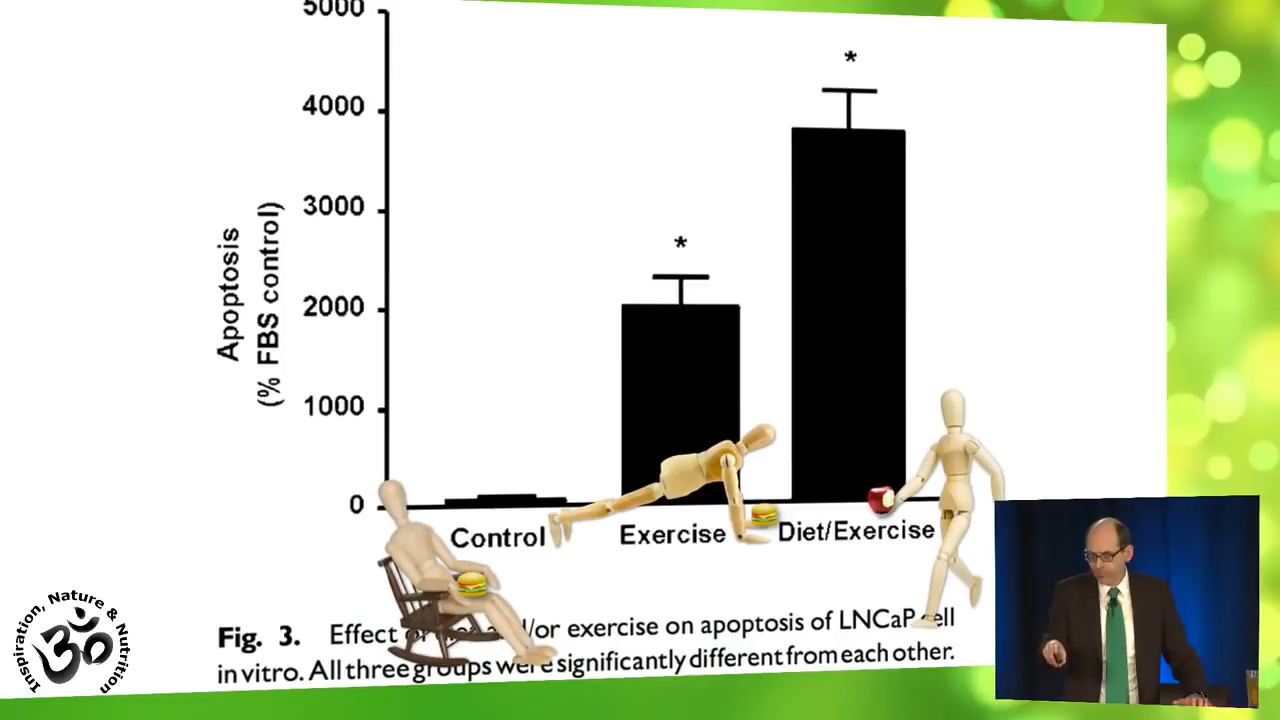 5000
4000
3000
2000
1000
0
Apoptosis
(% FBS control)
*
*
Control
Exercise
Diet/Exercise
Fig. 3. Effect /or exercise on apoptosis of LNCaP cell
in vitro. All three groups were significantly different from each other.
Inspiration, Nature & Nutrition
ॐ